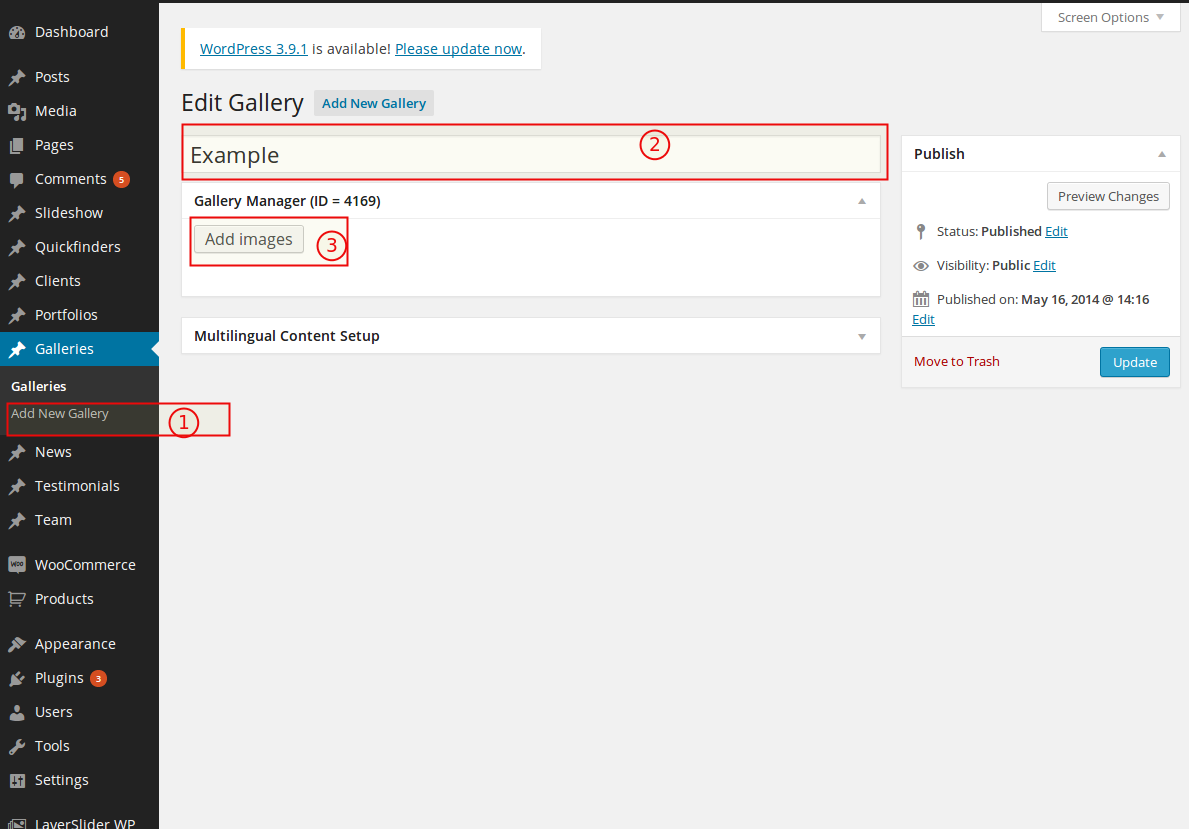 Screen Options
WordPress 3.9.1 is available! Please update now.
Edit Gallery Add New Gallery
Example 2
Gallery Manager (ID = 4169)
Add images 3
Multilingual Content Setup
Publish
Preview Changes
Status: Published Edit
Visibility: Public Edit
Published on: May 16, 2014 @ 14:16
Edit
Move to Trash Update
Dashboard
Posts
Media
Pages
Comments 5
Slideshow
Quickfinders
Clients
Portfolios
Galleries
Galleries
Add New Gallery 1
News
Testimonials
Team
Woo WooCommerce
Products
Appearance
Plugins 3
Users
Tools
Settings
LayerSlider WP